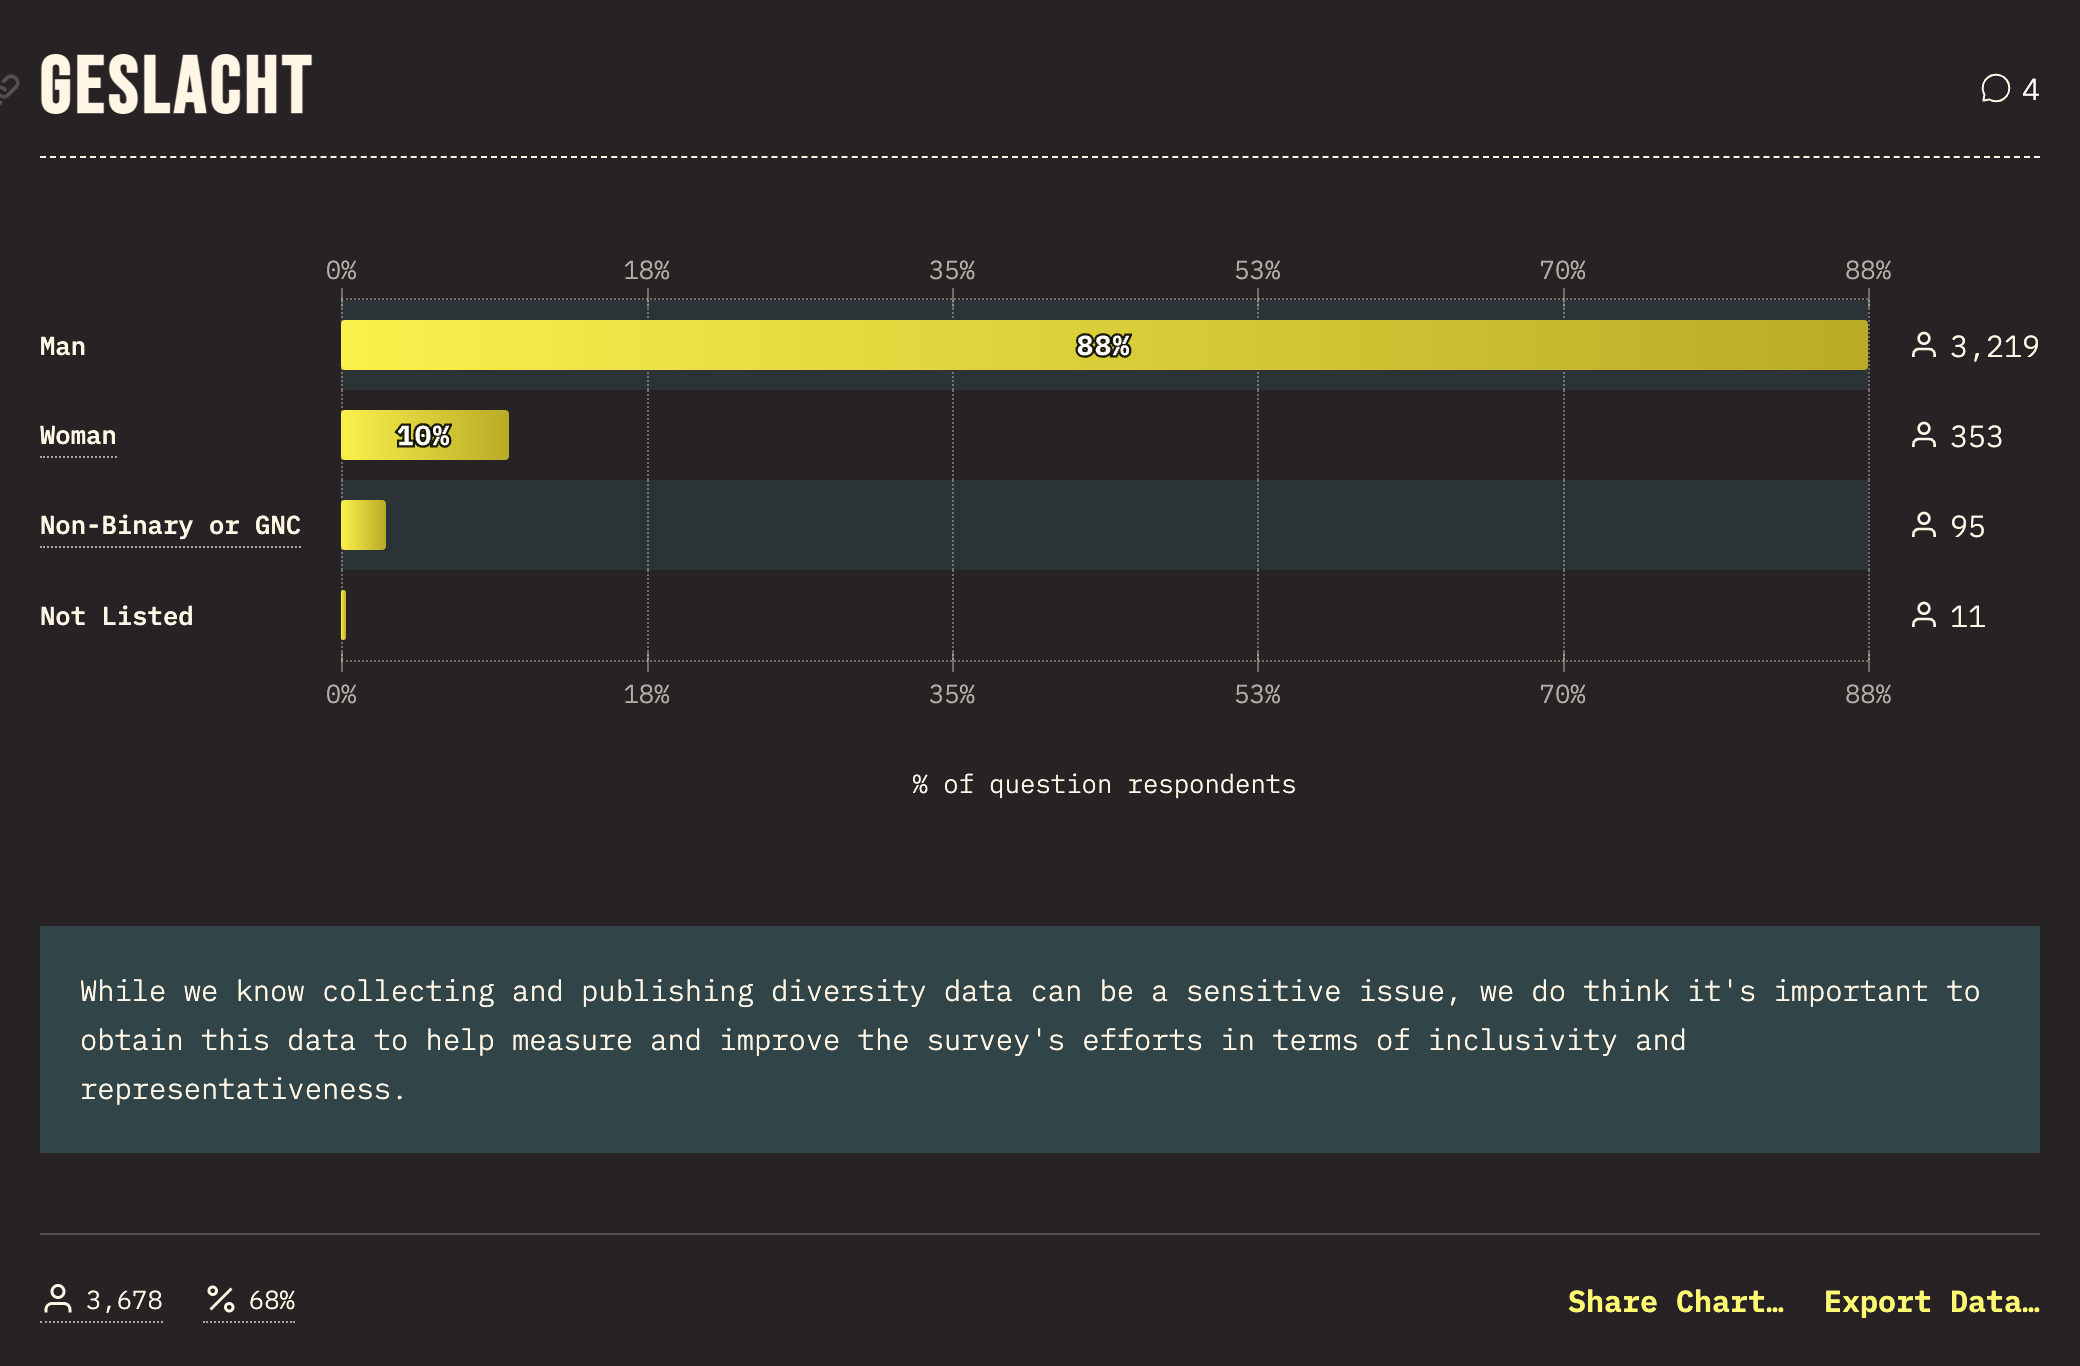 GESLACHT
4
0% 18% 35% 53% 70% 88%
Man 88% 3,219
Woman 10% 353
Non-Binary or GNC 95
Not Listed 11
0% 18% 35% 53% 70% 88%
% of question respondents
While we know collecting and publishing diversity data can be a sensitive issue, we do think it's important to
obtain this data to help measure and improve the survey's efforts in terms of inclusivity and
representativeness.
3,678 % 68% Share Chart… Export Data…